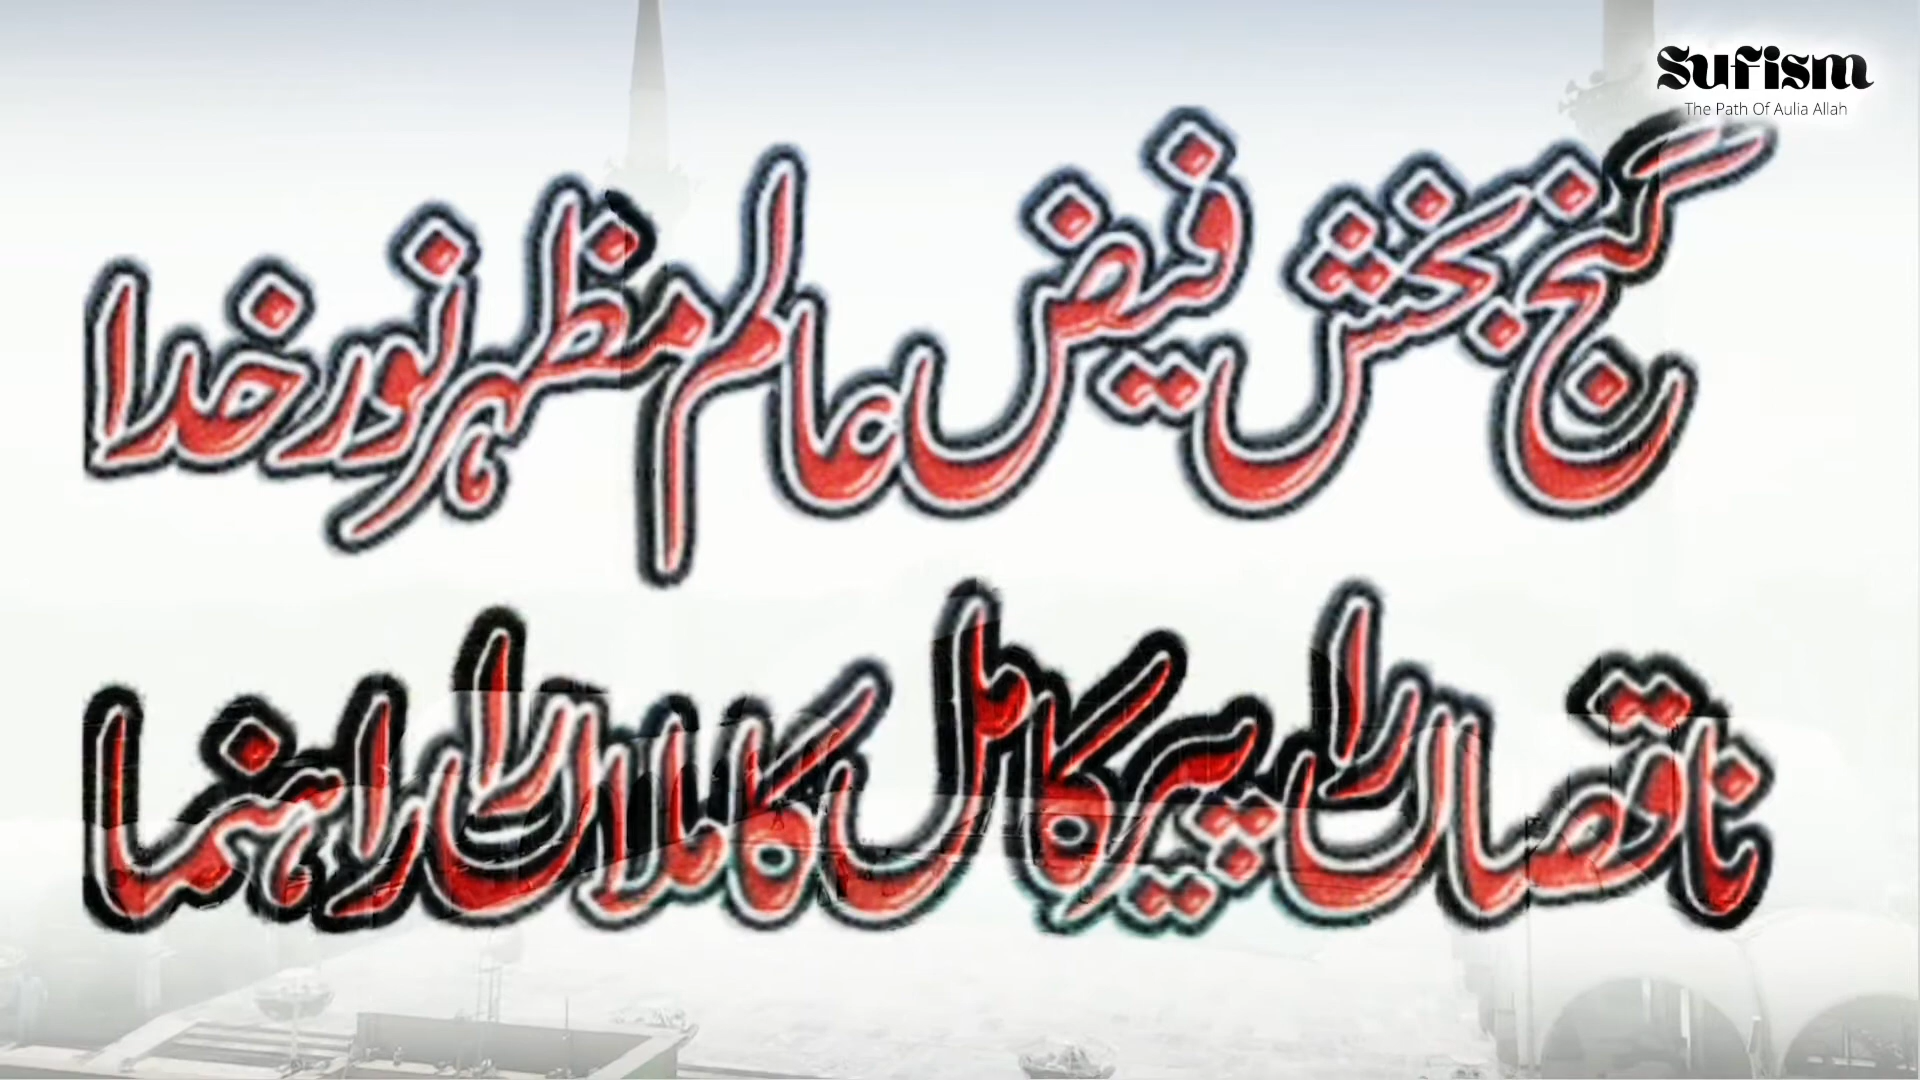 Sufism
The Path Of Aulia Allah
گنج بخش فیض عالم مظہر نور خدا
ناقصاں را پیر کامل کاملاں را راہنما